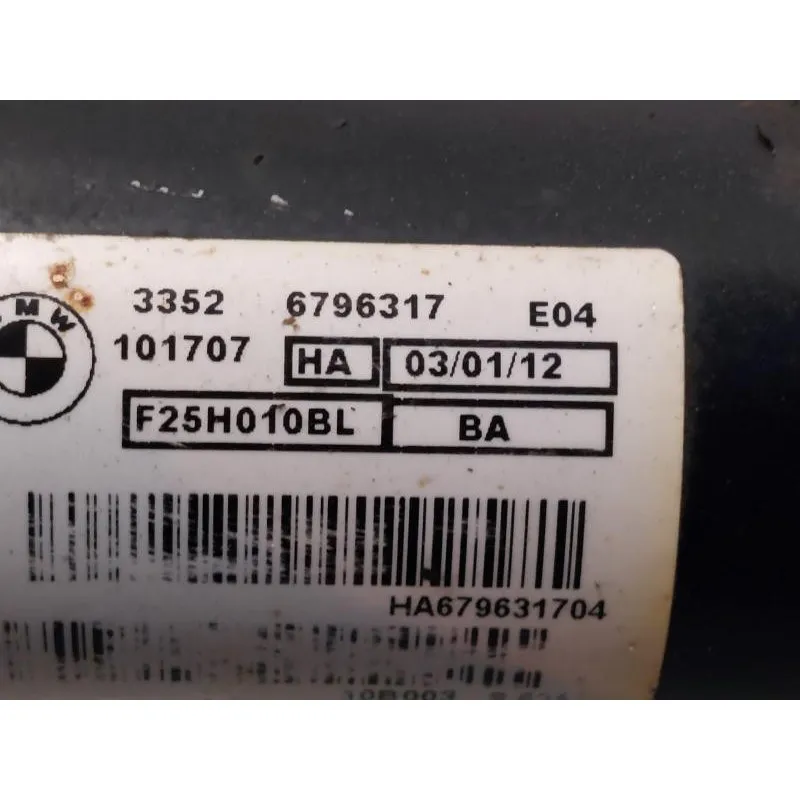 BMW
3352 6796317 E04
101707 HA 03/01/12
F25H010BL BA
HA679631704